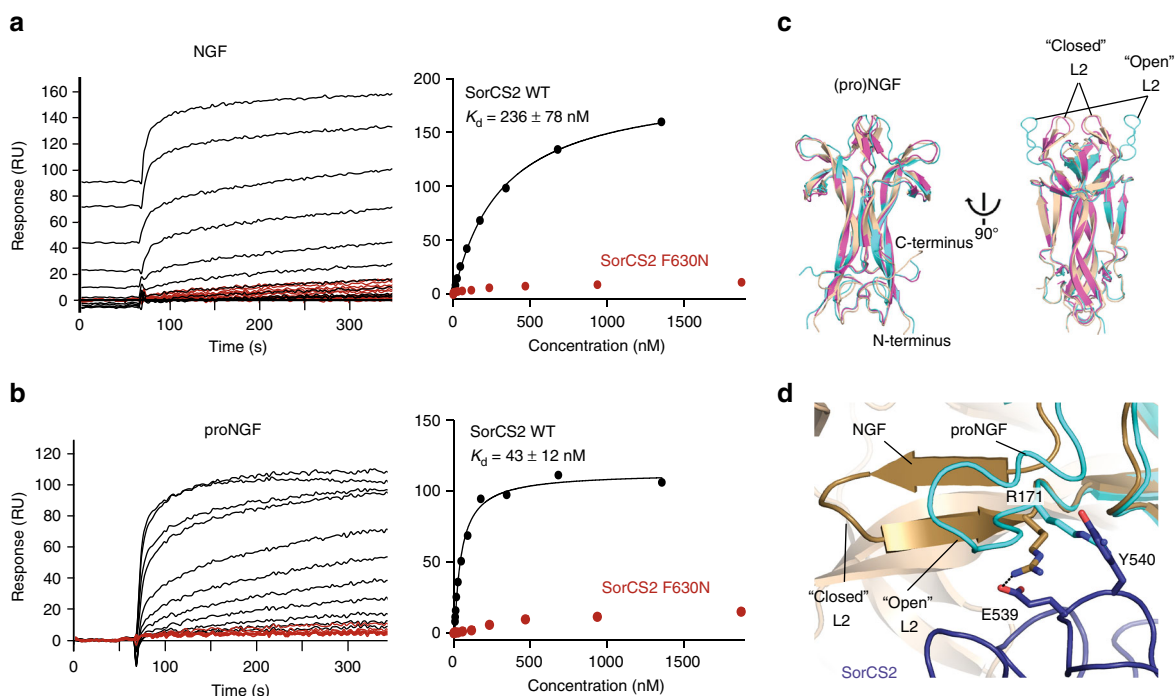 a
NGF
Response (RU)
160
140
120
100
80
60
40
20
0
100
200
300
Time (s)
200
150
100
50
0
SorCS2 WT
Kd = 236 ± 78 nM
SorCS2 F630N
0
500
1000
1500
Concentration (nM)
b
proNGF
Response (RU)
120
100
80
60
40
20
0
0
100
200
300
Time (s)
150
100
50
0
SorCS2 WT
Kd = 43 ± 12 nM
SorCS2 F630N
0
500
1000
1500
Concentration (nM)
c
(pro)NGF
"Closed"
L2
"Open"
L2
C-terminus
90°
N-terminus
d
NGF
proNGF
R171
Y540
"Closed"
L2
"Open"
L2
E539
SorCS2